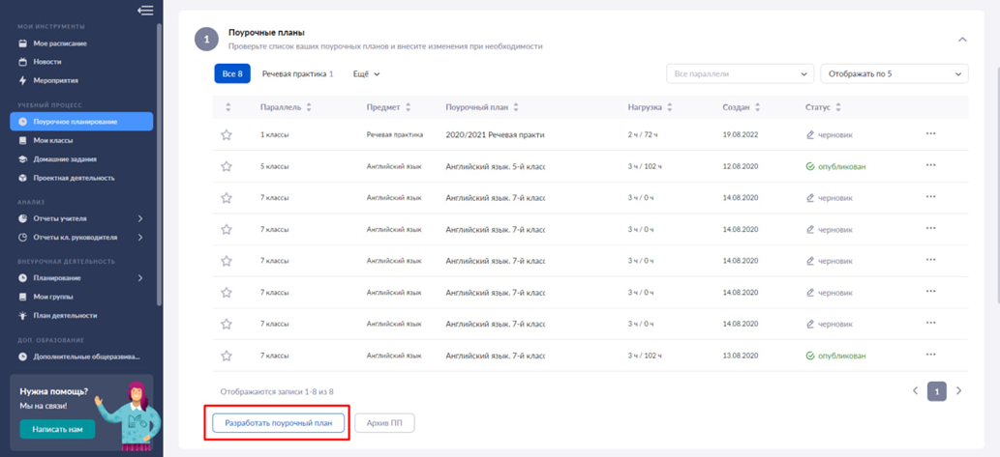 МОИ ИНСТРУМЕНТЫ
Мое расписание
Новости
Мероприятия
УЧЕБНЫЙ ПРОЦЕСС
Поурочное планирование
Мои классы
Домашние задания
Проектная деятельность
АНАЛИЗ
Отчеты учителя
Отчеты кл. руководителя
ВНЕУРОЧНАЯ ДЕЯТЕЛЬНОСТЬ
Планирование
Мои группы
План деятельности
ДОП. ОБРАЗОВАНИЕ
Дополнительные общеразвива...
Нужна помощь?
Мы на связи!
Написать нам
1
Поурочные планы
Проверьте список ваших поурочных планов и внесите изменения при необходимости
Все 8 Речевая практика 1 Ещё Все параллели Отображать по 5
Параллель Предмет Поурочный план Нагрузка Создан Статус
1 классы Речевая практика 2020/2021 Речевая практи 2 ч / 72 ч 19.08.2022 черновик ...
5 классы Английский язык Английский язык. 5-й класс 3 ч / 102 ч 12.08.2020 опубликован ...
7 классы Английский язык Английский язык. 7-й класс 3 ч / 0 ч 14.08.2020 черновик ...
7 классы Английский язык Английский язык. 7-й класс 3 ч / 0 ч 14.08.2020 черновик ...
7 классы Английский язык Английский язык. 7-й класс 3 ч / 0 ч 14.08.2020 черновик ...
7 классы Английский язык Английский язык. 7-й класс 3 ч / 0 ч 14.08.2020 черновик ...
7 классы Английский язык Английский язык. 7-й класс 3 ч / 0 ч 14.08.2020 черновик ...
7 классы Английский язык Английский язык. 7-й класс 3 ч / 102 ч 13.08.2020 опубликован ...
Отображаются записи 1-8 из 8 1
Разработать поурочный план Архив ПП